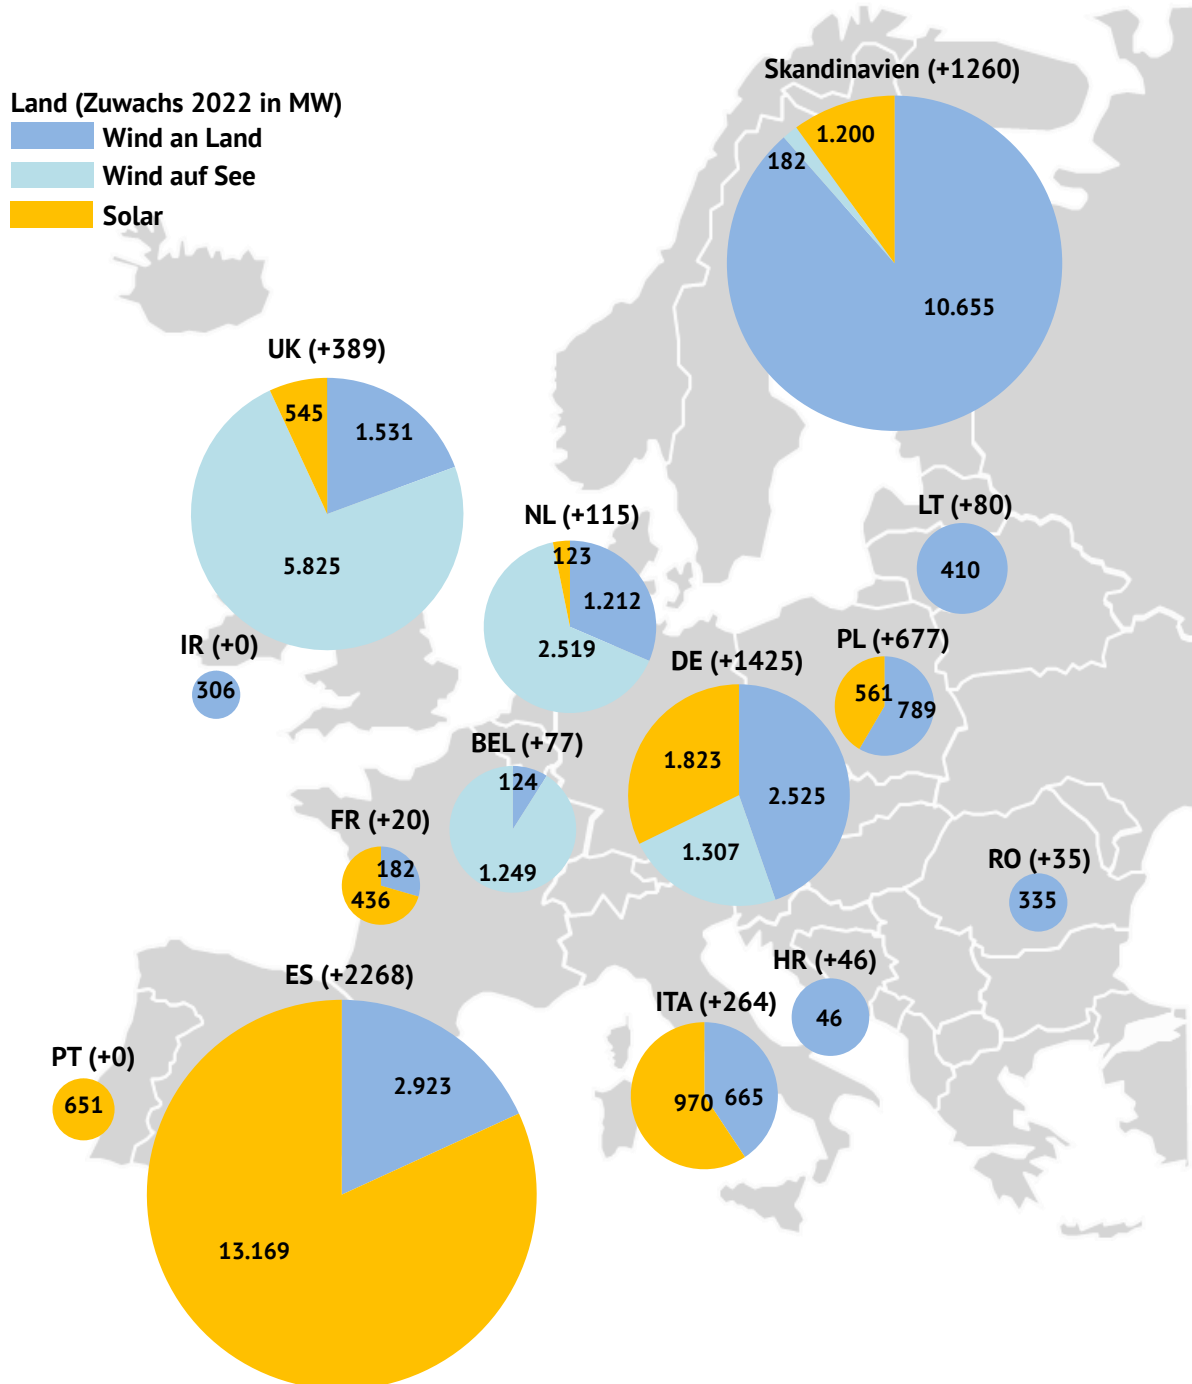 Skandinavien (+1260)
Land (Zuwachs 2022 in MW)
Wind an Land
Wind auf See
Solar
1.200
182
10.655
UK (+389)
545
1.531
5.825
NL (+115)
123
1.212
2.519
LT (+80)
410
IR (+0)
306
PL (+677)
561
789
DE (+1425)
1.823
2.525
1.307
BEL (+77)
124
1.249
FR (+20)
182
436
RO (+35)
335
HR (+46)
46
ES (+2268)
2.923
13.169
ITA (+264)
970
665
PT (+0)
651